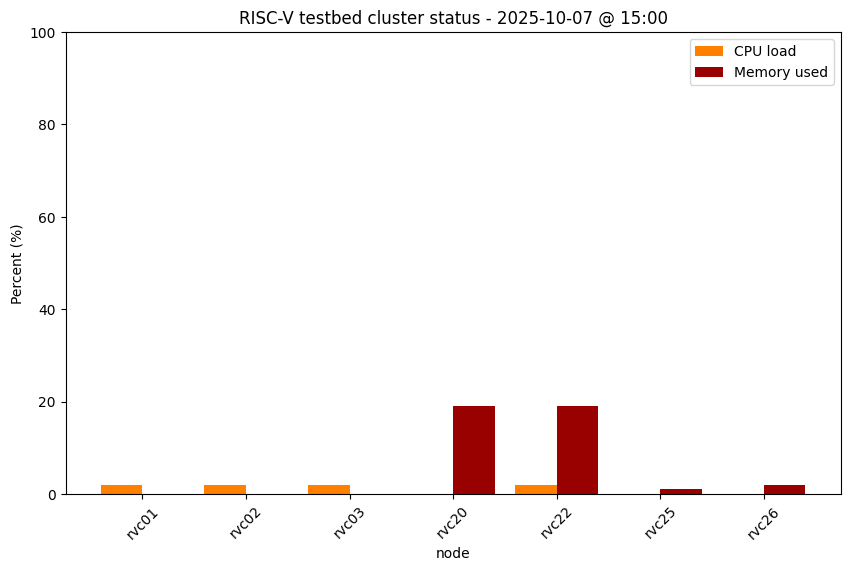 RISC-V testbed cluster status - 2025-10-07 @ 15:00
CPU load
Memory used
Percent (%)
100
80
60
40
20
0
rvc01
rvc02
rvc03
rvc20
rvc22
rvc25
rvc26
node